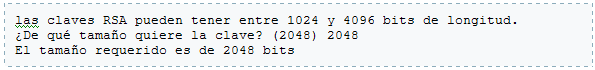 las claves RSA pueden tener entre 1024 y 4096 bits de longitud.
¿De qué tamaño quiere la clave? (2048) 2048
El tamaño requerido es de 2048 bits